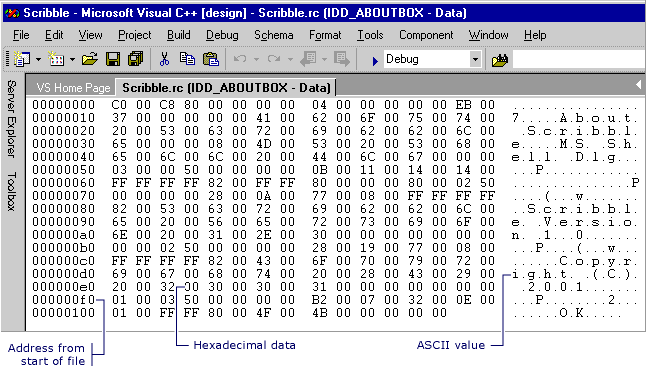 Scribble - Microsoft Visual C++ [design] - Scribble.rc (IDD_ABOUTBOX - Data)
File Edit View Project Build Debug Schema Format Tools Component Window Help
Debug
VS Home Page Scribble.rc (IDD_ABOUTBOX - Data)
Server Explorer
Toolbox
00000000 C0 00 C8 80 00 00 00 00 04 00 00 00 00 00 EB 00 ................
00000010 37 00 00 00 00 00 41 00 62 00 6F 00 75 00 74 00 7.....A.b.o.u.t.
00000020 20 00 53 00 63 00 72 00 69 00 62 00 62 00 6C 00 .S.c.r.i.b.b.l.
00000030 65 00 00 00 08 00 4D 00 53 00 20 00 53 00 68 00 e.....M.S. .S.h.
00000040 65 00 6C 00 6C 00 20 00 44 00 6C 00 67 00 00 00 e.l.l. .D.l.g...
00000050 03 00 00 50 00 00 00 00 0B 00 11 00 14 00 14 00 ...P............
00000060 FF FF FF FF 82 00 FF FF 80 00 00 00 00 00 02 50 ...............P
00000070 00 00 00 00 28 00 0A 00 77 00 08 00 FF FF FF FF ....(...w.......
00000080 82 00 53 00 63 00 72 00 69 00 62 00 62 00 6C 00 ..S.c.r.i.b.b.l.
00000090 65 00 20 00 56 00 65 00 72 00 73 00 69 00 6F 00 e. .V.e.r.s.i.o.
000000a0 6E 00 20 00 31 00 2E 00 30 00 00 00 00 00 00 00 n. .1...0.......
000000b0 00 00 02 50 00 00 00 00 28 00 19 00 77 00 08 00 ...P....(...w...
000000c0 FF FF FF FF 82 00 43 00 6F 00 70 00 79 00 72 00 ......C.o.p.y.r.
000000d0 69 00 67 00 68 00 74 00 20 00 28 00 43 00 29 00 i.g.h.t. .(.C.).
000000e0 20 00 32 00 30 00 30 00 31 00 00 00 00 00 00 00 .2.0.0.1.......
000000f0 01 00 03 50 00 00 00 00 B2 00 07 00 32 00 0E 00 ...P........2...
00000100 01 00 FF FF 80 00 4F 00 4B 00 00 00 00 00 ......O.K.....
Address from
start of file
Hexadecimal data
ASCII value